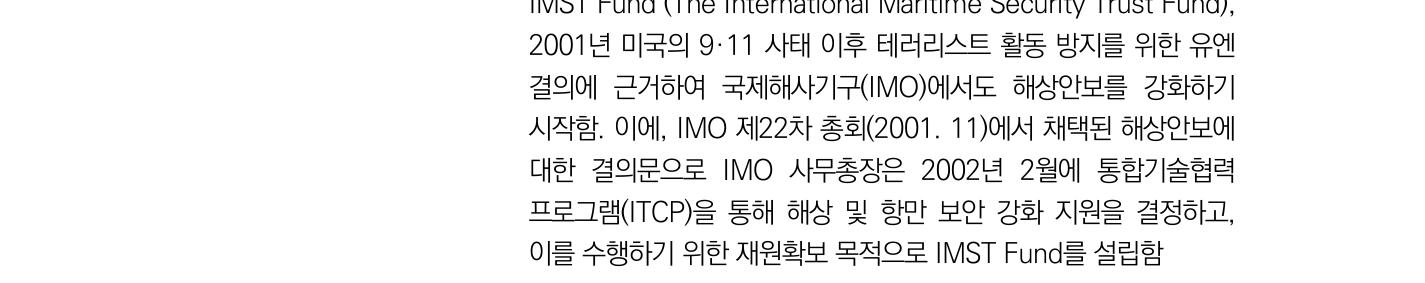 IMST Fund (The International Maritime Security Trust Fund),
2001년 미국의 9·11 사태 이후 테러리스트 활동 방지를 위한 유엔
결의에 근거하여 국제해사기구(IMO)에서도 해상안보를 강화하기
시작함. 이에, IMO 제22차 총회(2001. 11)에서 채택된 해상안보에
대한 결의문으로 IMO 사무총장은 2002년 2월에 통합기술협력
프로그램(ITCP)을 통해 해상 및 항만 보안 강화 지원을 결정하고,
이를 수행하기 위한 재원확보 목적으로 IMST Fund를 설립함